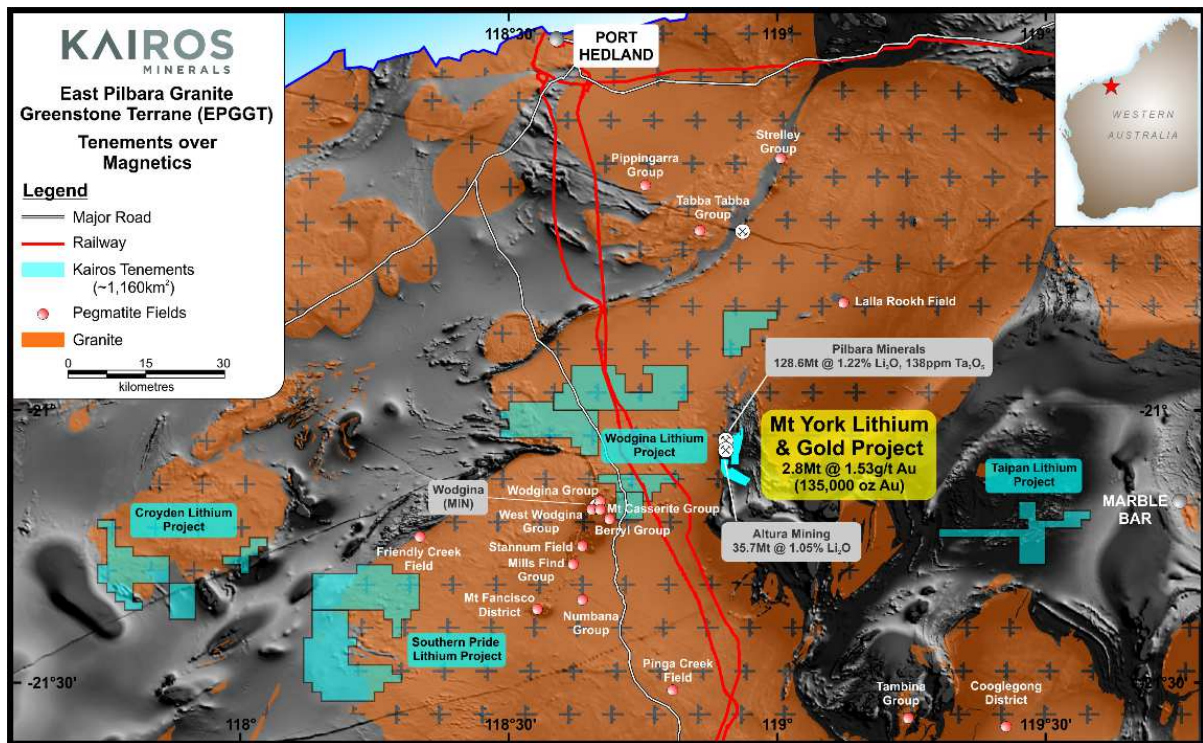 KAIROS
MINERALS
East Pilbara Granite
Greenstone Terrane (EPGGT)
Tenements over
Magnetics
Legend
Major Road
Railway
Kairos Tenements
(~1,160km²)
Pegmatite Fields
Granite
0 15 30
kilometres
118°30'
119°
PORT
HEDLAND
WESTERN
AUSTRALIA
Strelley
Group
Pippingarra
Group
Tabba Tabba
Group
Lalla Rookh Field
Pilbara Minerals
128.6Mt @ 1.22% Li₂O, 138ppm Ta₂O₅
-21°
-21°
Mt York Lithium
& Gold Project
2.8Mt @ 1.53g/t Au
(135,000 oz Au)
Wodgina Lithium
Project
Taipan Lithium
Project
MARBLE
BAR
Wodgina
(MIN)
Wodgina Group
Mt Casserite Group
West Wodgina
Group
Berryl Group
Croyden Lithium
Project
Friendly Creek
Field
Stannum Field
Mills Find
Group
Altura Mining
35.7Mt @ 1.05% Li₂O
Mt Fancisco
District
Numbana
Group
Southern Pride
Lithium Project
Pinga Creek
Field
Tambina
Group
Cooglegong
District
-21°30'
-21°30'
118°
118°30'
119°
119°30'